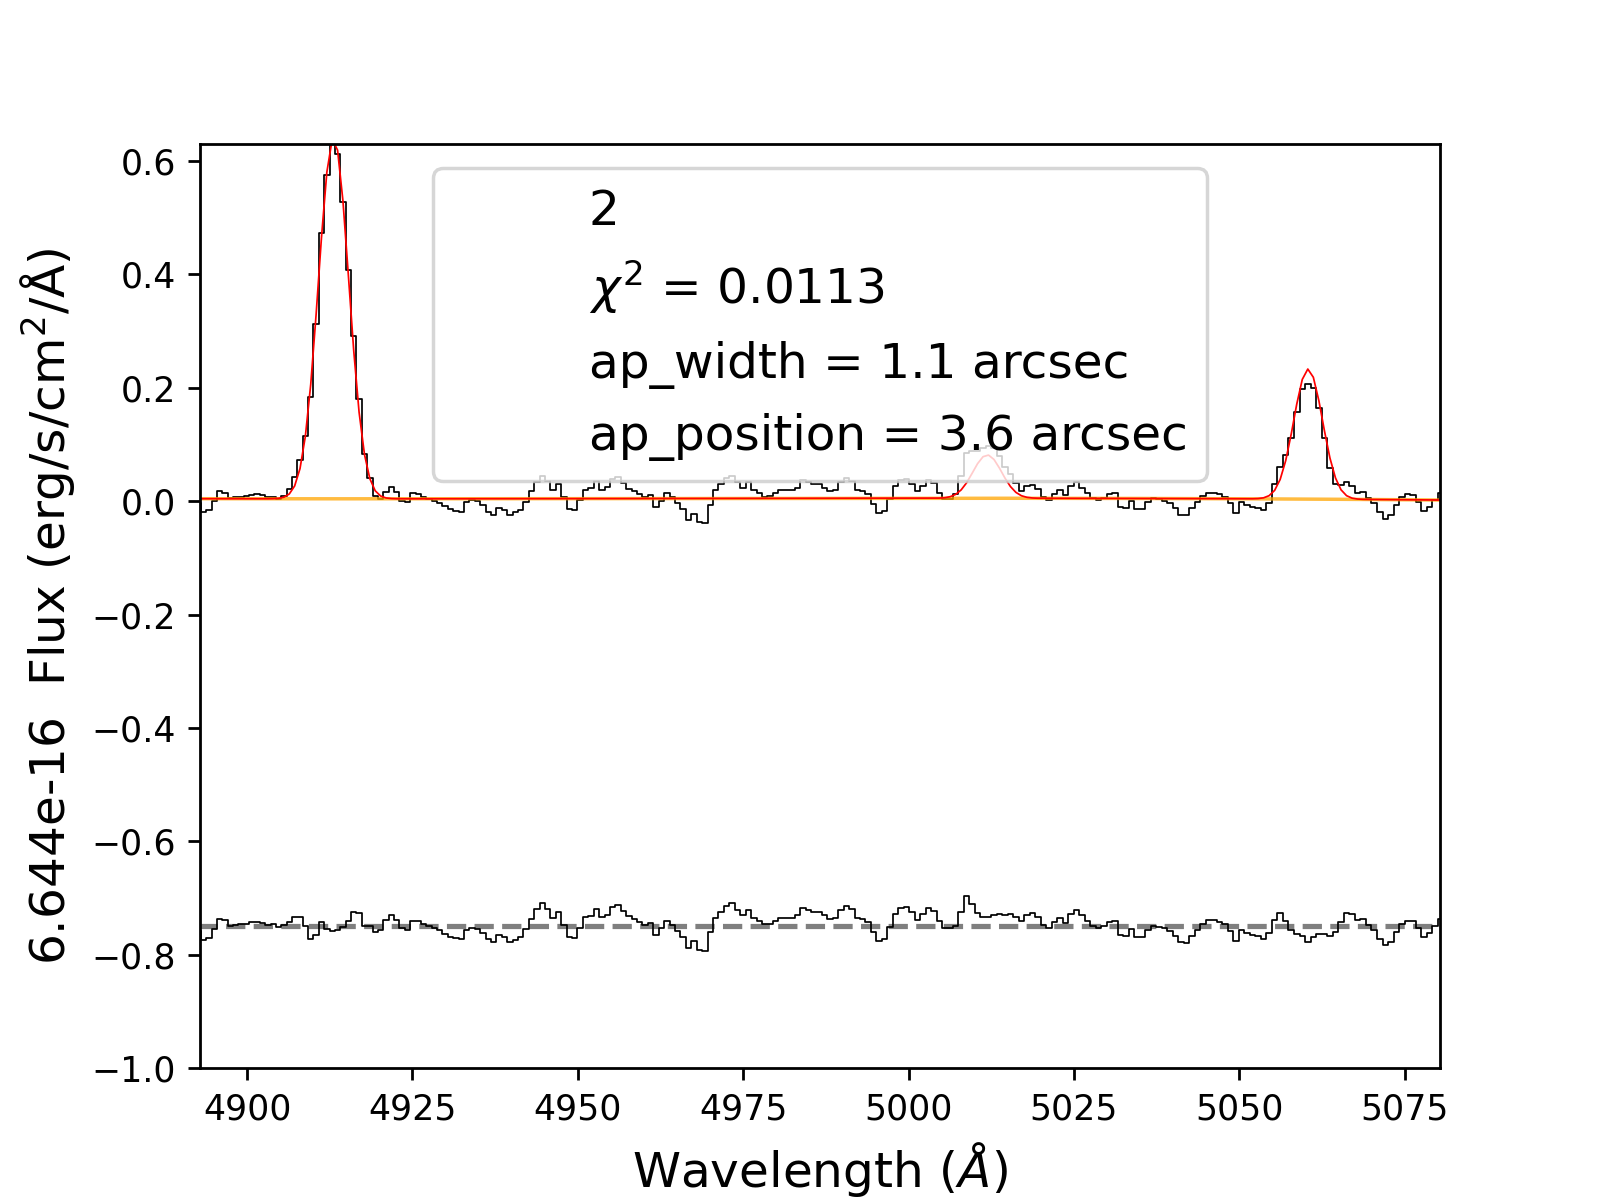 2
χ² = 0.0113
ap_width = 1.1 arcsec
ap_position = 3.6 arcsec
0.6
0.4
0.2
0.0
−0.2
−0.4
−0.6
−0.8
−1.0
6.644e-16 Flux (erg/s/cm²/Å)
4900 4925 4950 4975 5000 5025 5050 5075
Wavelength (Å)